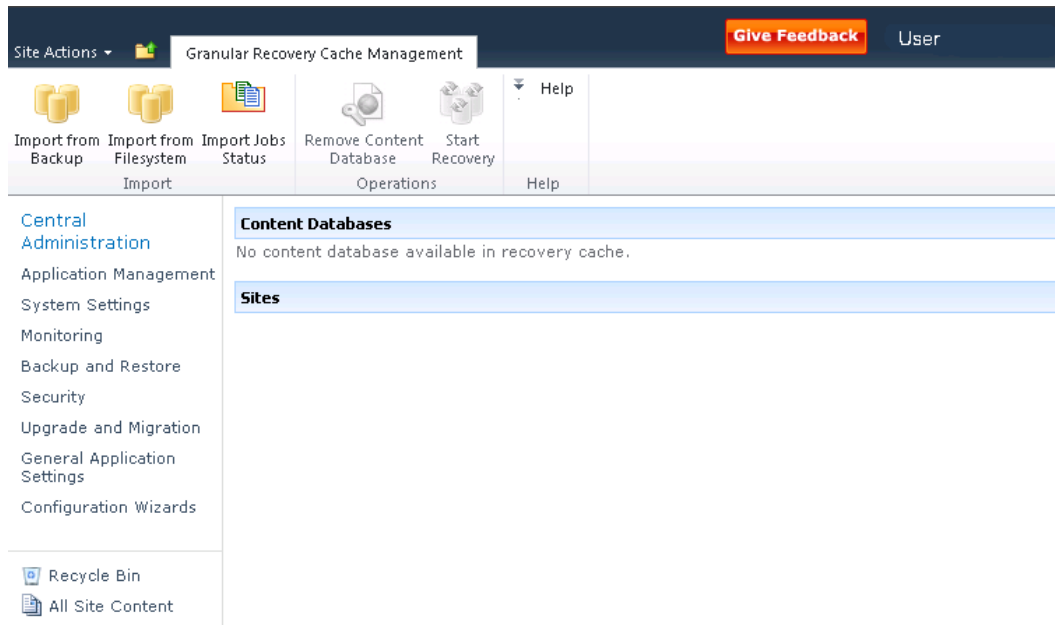 Give Feedback
User
Site Actions
Granular Recovery Cache Management
Import from Backup
Import from Filesystem
Import Jobs Status
Import
Remove Content Database
Start Recovery
Operations
Help
Help
Central
Administration
Application Management
System Settings
Monitoring
Backup and Restore
Security
Upgrade and Migration
General Application
Settings
Configuration Wizards
Recycle Bin
All Site Content
Content Databases
No content database available in recovery cache.
Sites